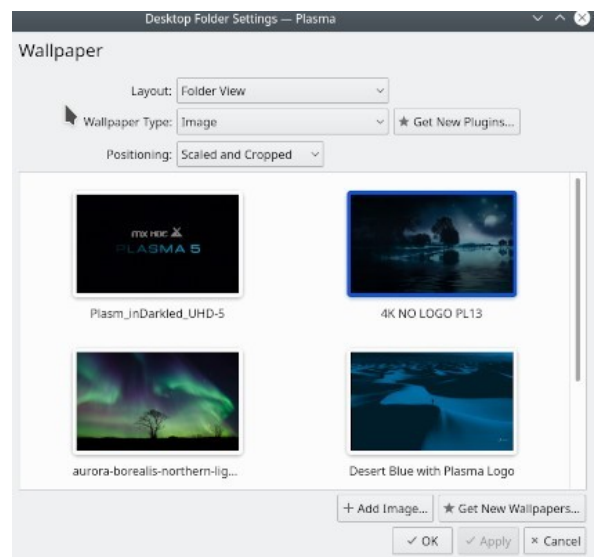 Desktop Folder Settings — Plasma
Wallpaper
Layout: Folder View
Wallpaper Type: Image ★ Get New Plugins...
Positioning: Scaled and Cropped
PLASMA 5
Plasm_inDarkled_UHD-5 4K NO LOGO PL13
aurora-borealis-northern-lig... Desert Blue with Plasma Logo
+ Add Image... ★ Get New Wallpapers...
✓ OK ✓ Apply × Cancel